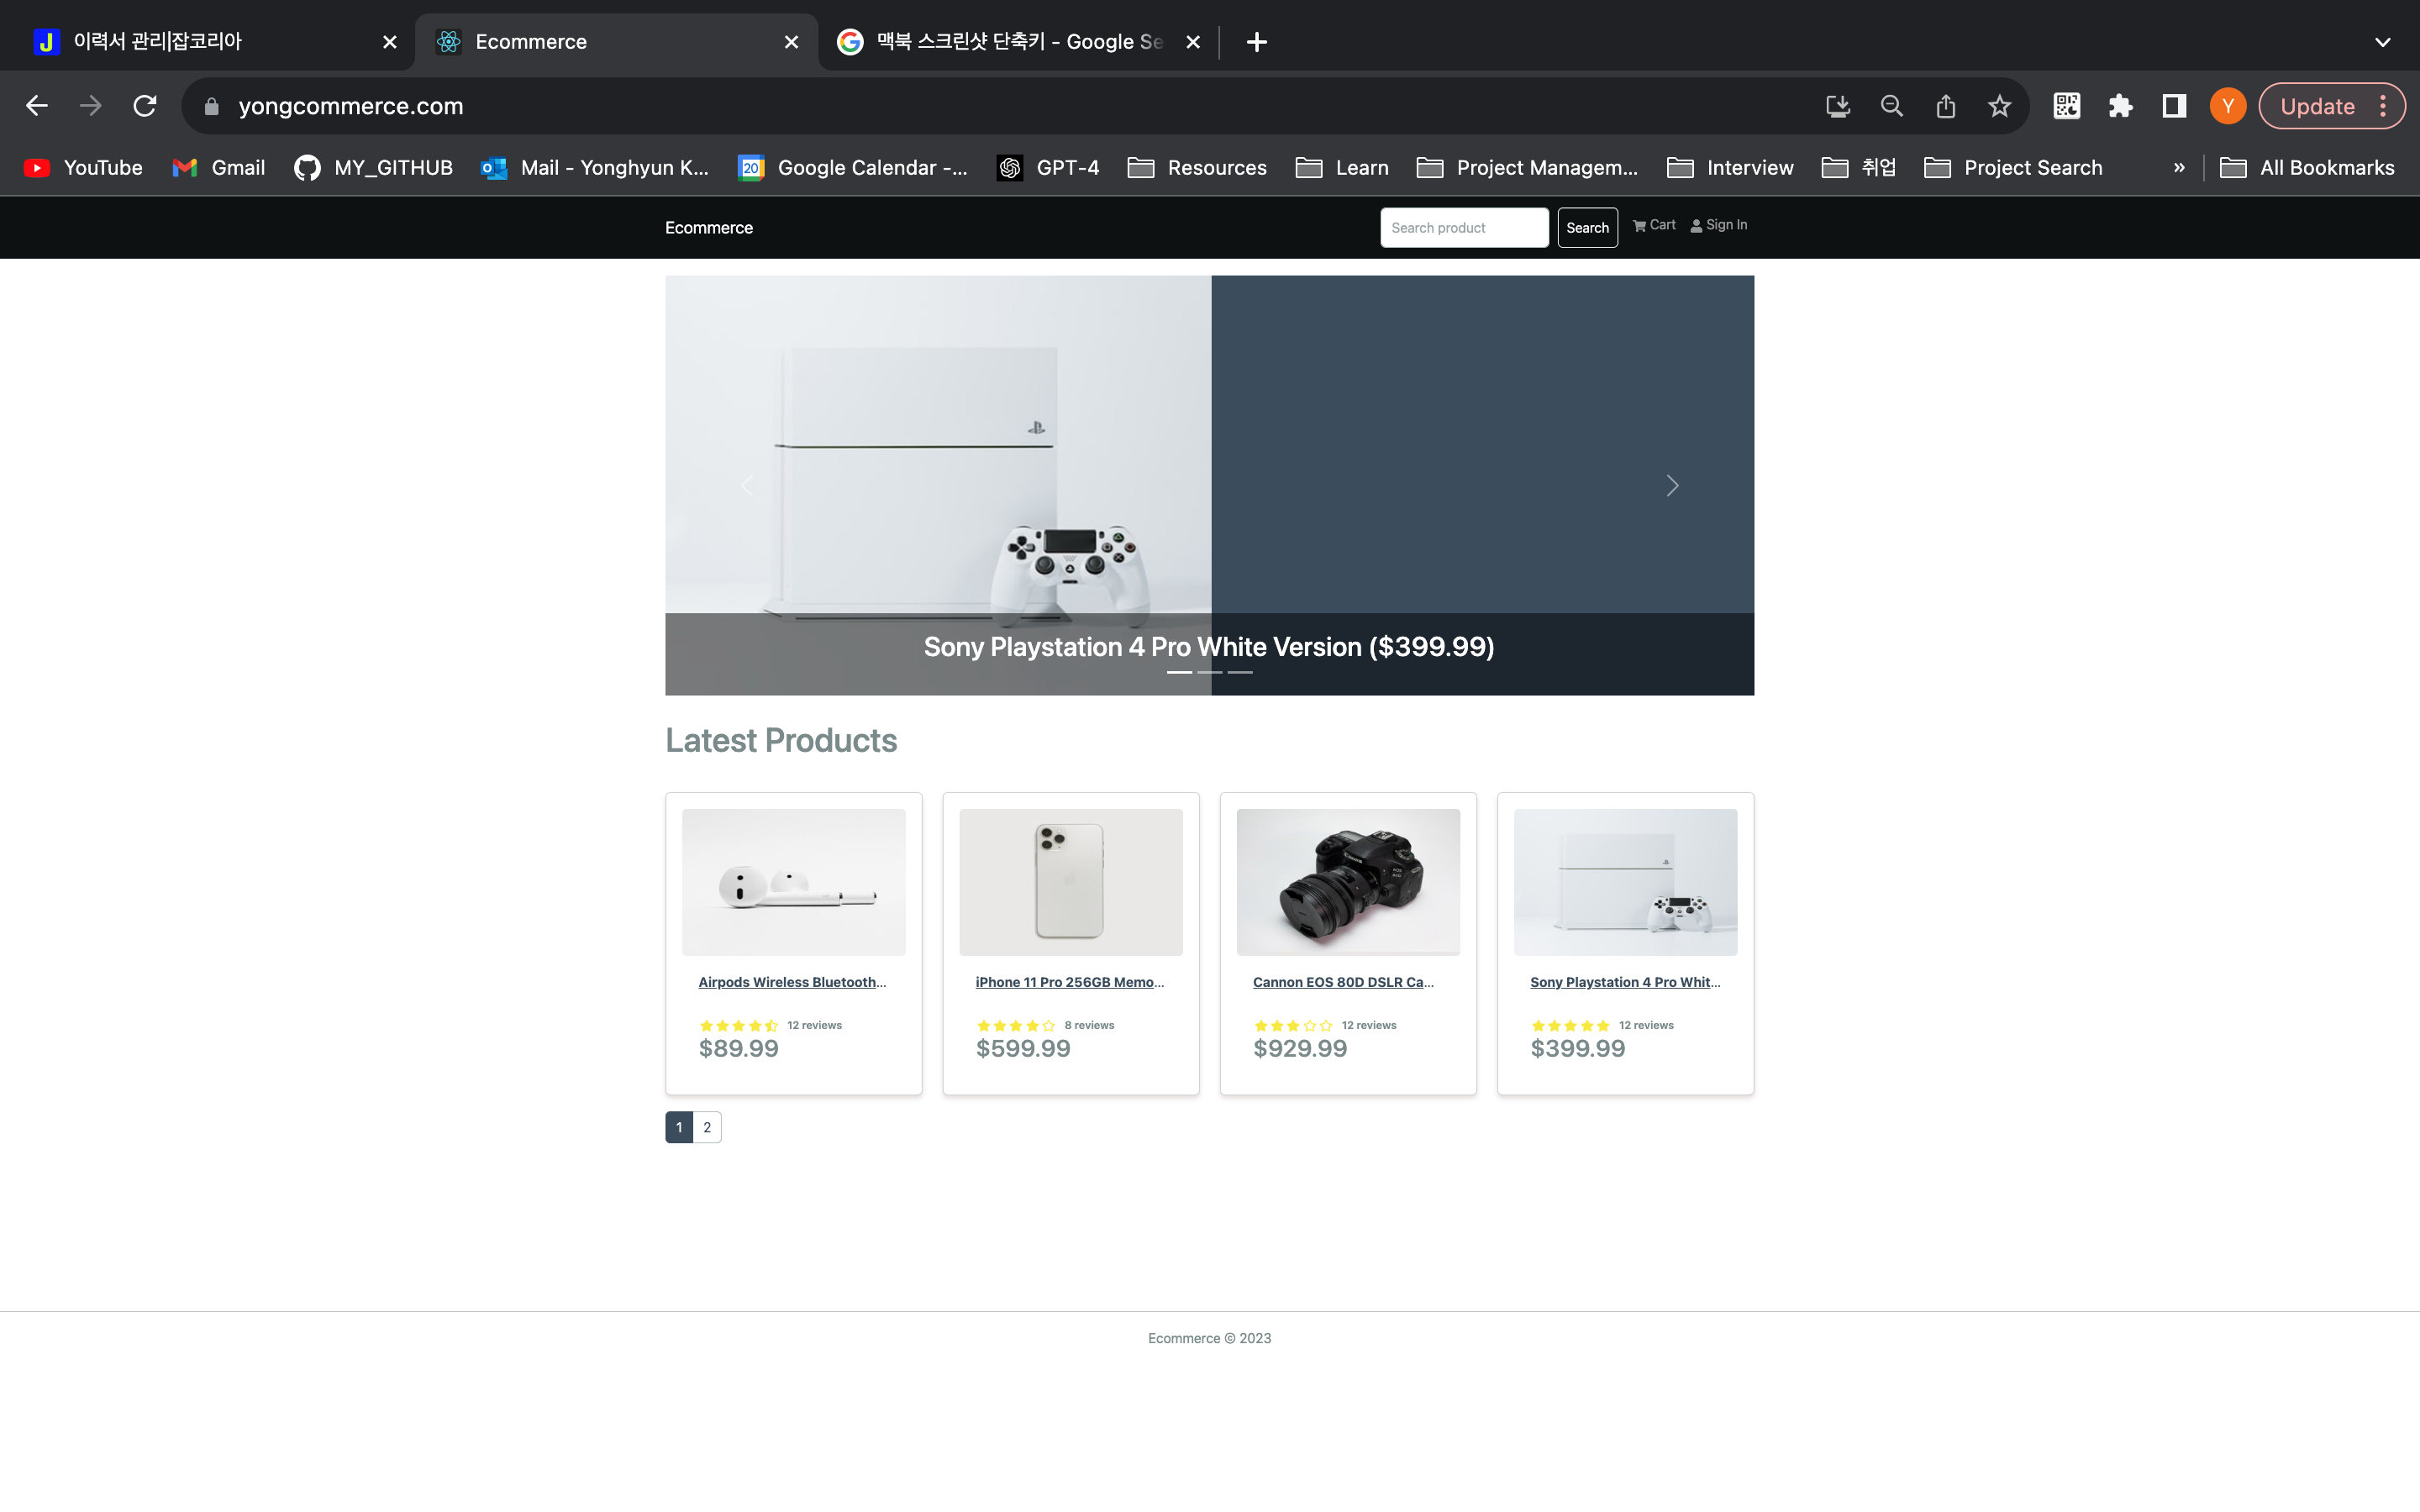 이력서 관리|잡코리아
Ecommerce
맥북 스크린샷 단축키 - Google Se
yongcommerce.com
Y
Update
YouTube
Gmail
MY_GITHUB
Mail - Yonghyun K...
20
Google Calendar -...
GPT-4
Resources
Learn
Project Managem...
Interview
취업
Project Search
»
All Bookmarks
Ecommerce
Search product
Search
Cart
Sign In
Sony Playstation 4 Pro White Version ($399.99)
Latest Products
Airpods Wireless Bluetooth...
12 reviews
$89.99
iPhone 11 Pro 256GB Memo...
8 reviews
$599.99
Cannon EOS 80D DSLR Ca...
12 reviews
$929.99
Sony Playstation 4 Pro Whit...
12 reviews
$399.99
1 2
Ecommerce © 2023